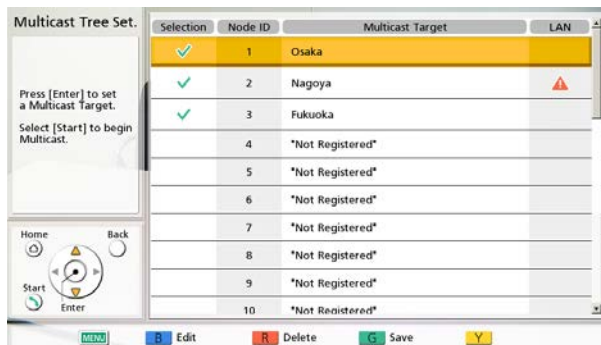 Multicast Tree Set.
Press [Enter] to set
a Multicast Target.
Select [Start] to begin
Multicast.
Home
Back
Start
Enter
Selection Node ID Multicast Target LAN
1 Osaka
2 Nagoya
3 Fukuoka
4 "Not Registered"
5 "Not Registered"
6 "Not Registered"
7 "Not Registered"
8 "Not Registered"
9 "Not Registered"
10 "Not Registered"
MENU B Edit R Delete G Save Y